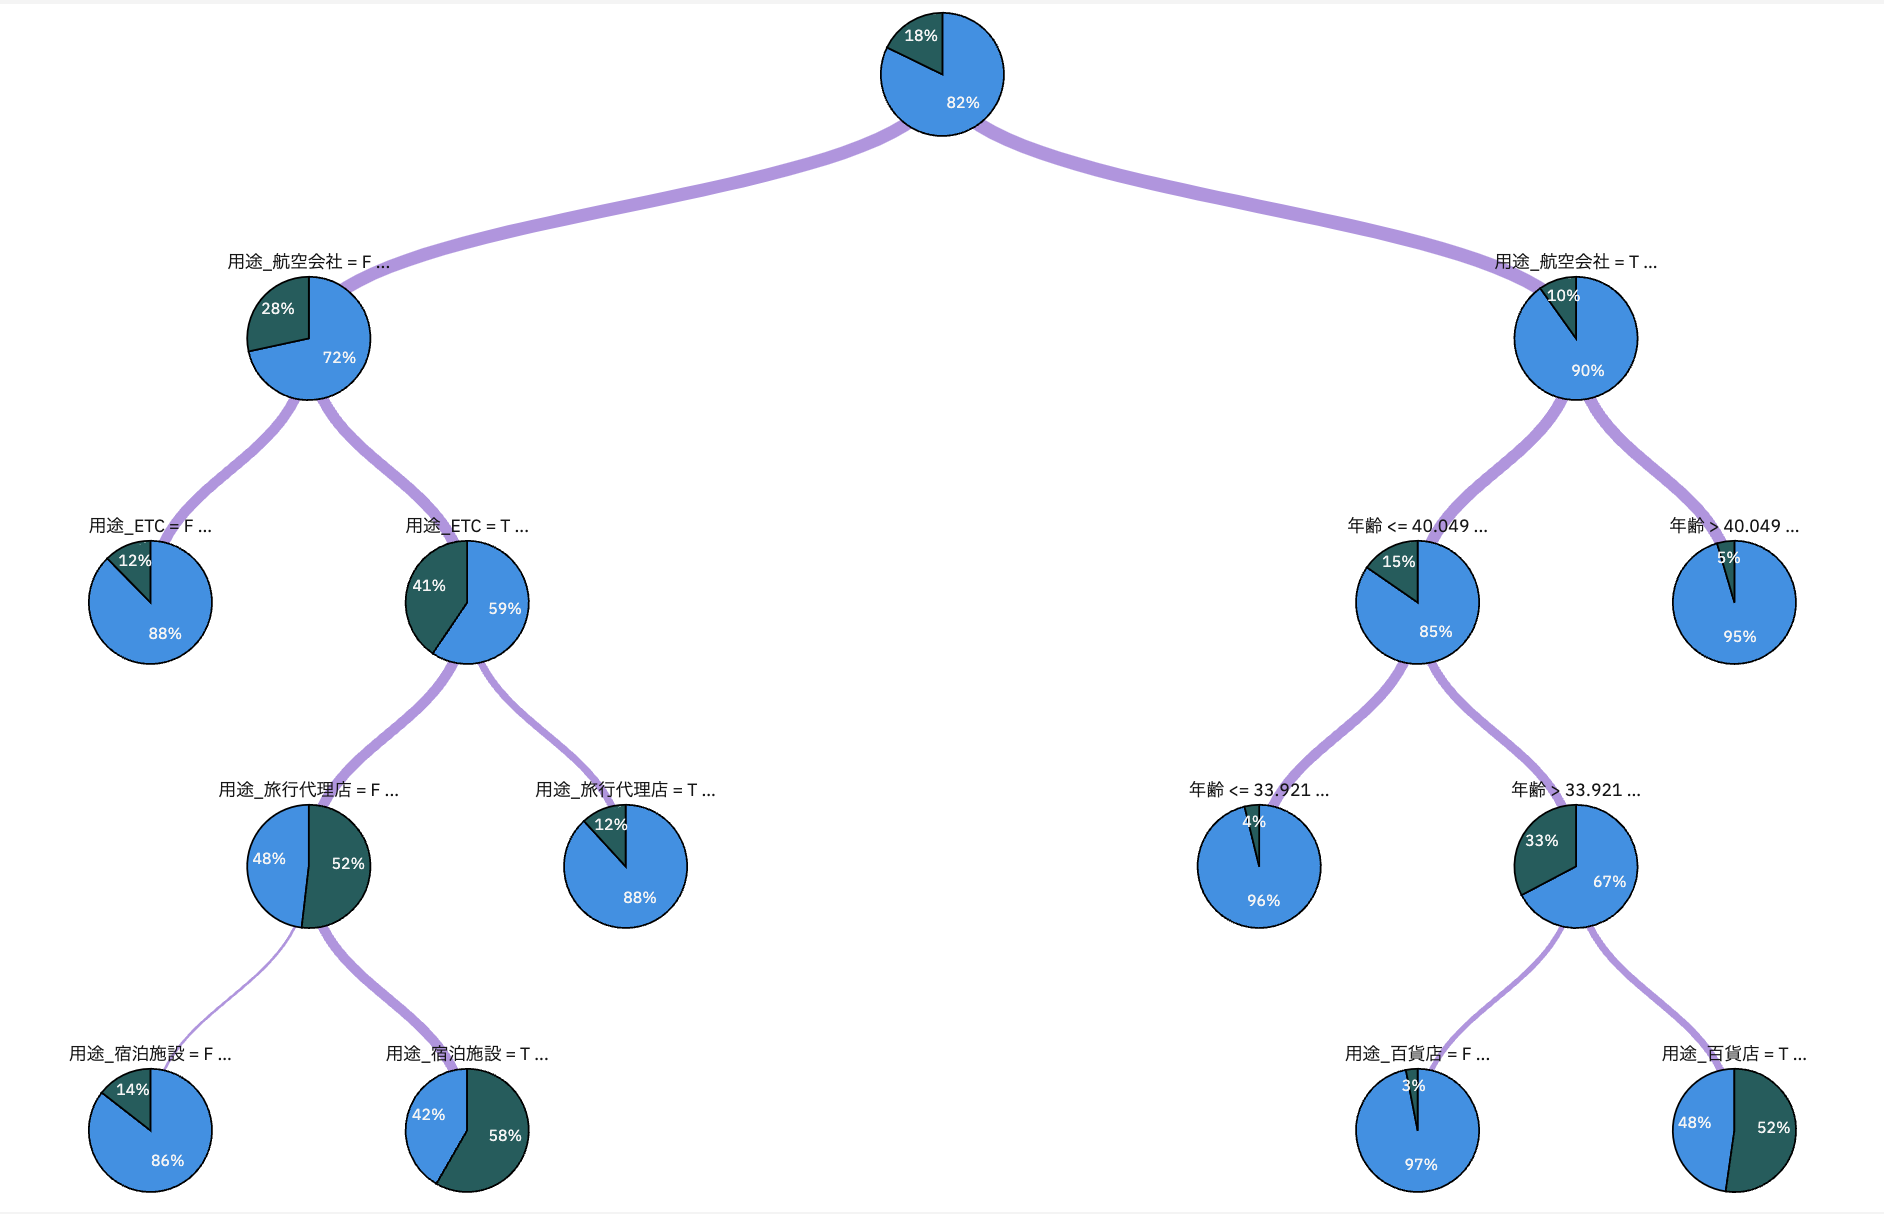 18%
82%
用途_航空会社 = F ...
用途_航空会社 = T ...
28%
72%
10%
90%
用途_ETC = F ...
用途_ETC = T ...
年齢 <= 40.049 ...
年齢 > 40.049 ...
12%
88%
41%
59%
15%
85%
5%
95%
用途_旅行代理店 = F ...
用途_旅行代理店 = T ...
年齢 <= 33.921 ...
年齢 > 33.921 ...
48%
52%
12%
88%
4%
96%
33%
67%
用途_宿泊施設 = F ...
用途_宿泊施設 = T ...
用途_百貨店 = F ...
用途_百貨店 = T ...
14%
86%
42%
58%
3%
97%
48%
52%